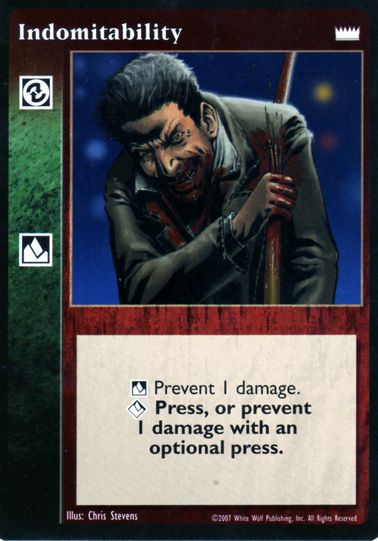 Indomitability
Prevent 1 damage.
Press, or prevent
1 damage with an
optional press.
Illus: Chris Stevens
©2007 White Wolf Publishing, Inc. All Rights Reserved